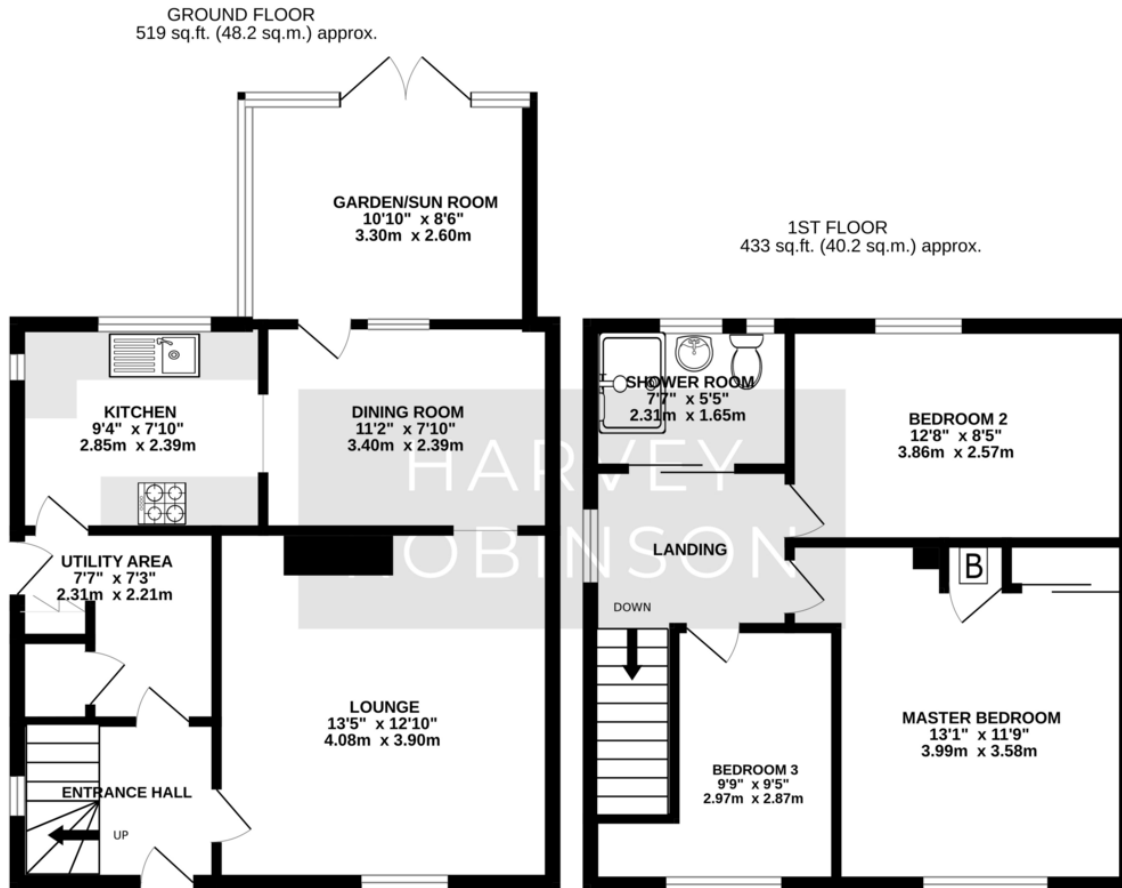 GROUND FLOOR
519 sq.ft. (48.2 sq.m.) approx.
GARDEN/SUN ROOM
10'10" x 8'6"
3.30m x 2.60m
KITCHEN
9'4" x 7'10"
2.85m x 2.39m
DINING ROOM
11'2" x 7'10"
3.40m x 2.39m
UTILITY AREA
7'7" x 7'3"
2.31m x 2.21m
LOUNGE
13'5" x 12'10"
4.08m x 3.90m
ENTRANCE HALL
UP
1ST FLOOR
433 sq.ft. (40.2 sq.m.) approx.
SHOWER ROOM
7'7" x 5'5"
2.31m x 1.65m
BEDROOM 2
12'8" x 8'5"
3.86m x 2.57m
LANDING
DOWN
B
MASTER BEDROOM
13'1" x 11'9"
3.99m x 3.58m
BEDROOM 3
9'9" x 9'5"
2.97m x 2.87m
HARVEY
ROBINSON